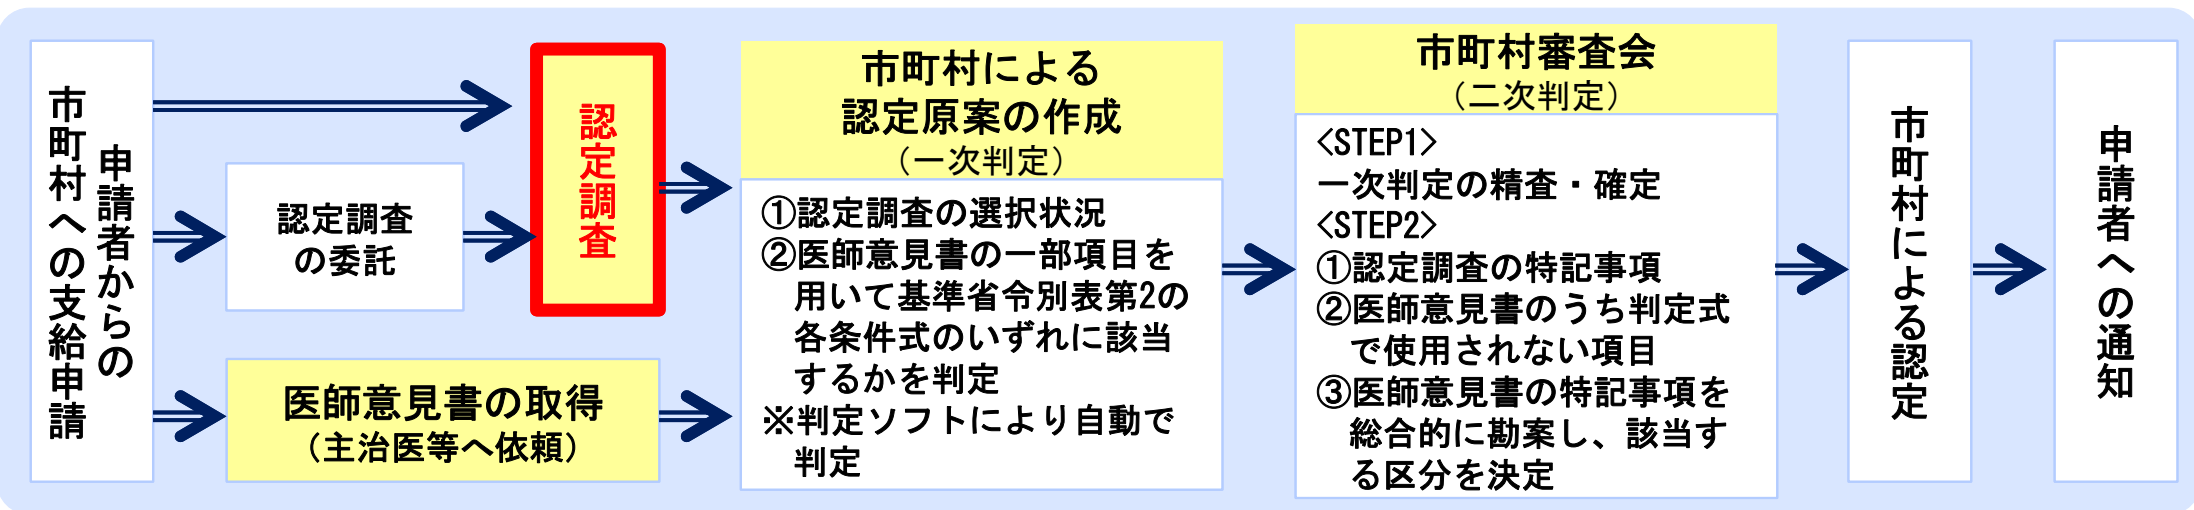 申請者からの
市町村への支給申請
認定調査
の委託
認定調査
医師意見書の取得
（主治医等へ依頼）
市町村による
認定原案の作成
（一次判定）
①認定調査の選択状況
②医師意見書の一部項目を
用いて基準省令別表第2の
各条件式のいずれに該当
するかを判定
※判定ソフトにより自動で
判定
市町村審査会
（二次判定）
<STEP1>
一次判定の精査・確定
<STEP2>
①認定調査の特記事項
②医師意見書のうち判定式
で使用されない項目
③医師意見書の特記事項を
総合的に勘案し、該当す
る区分を決定
市町村による認定
申請者への通知